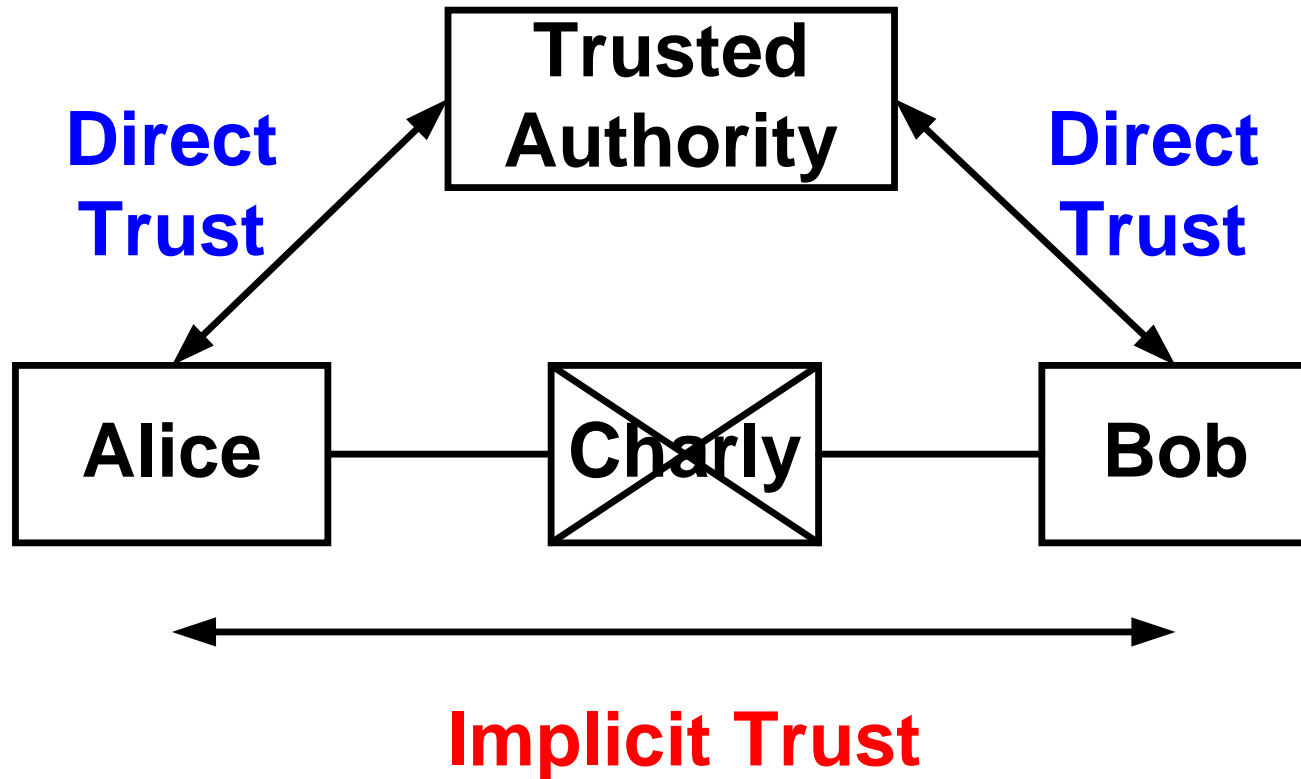 Trusted
Authority
Direct
Trust
Direct
Trust
Alice
Charly
Bob
Implicit Trust